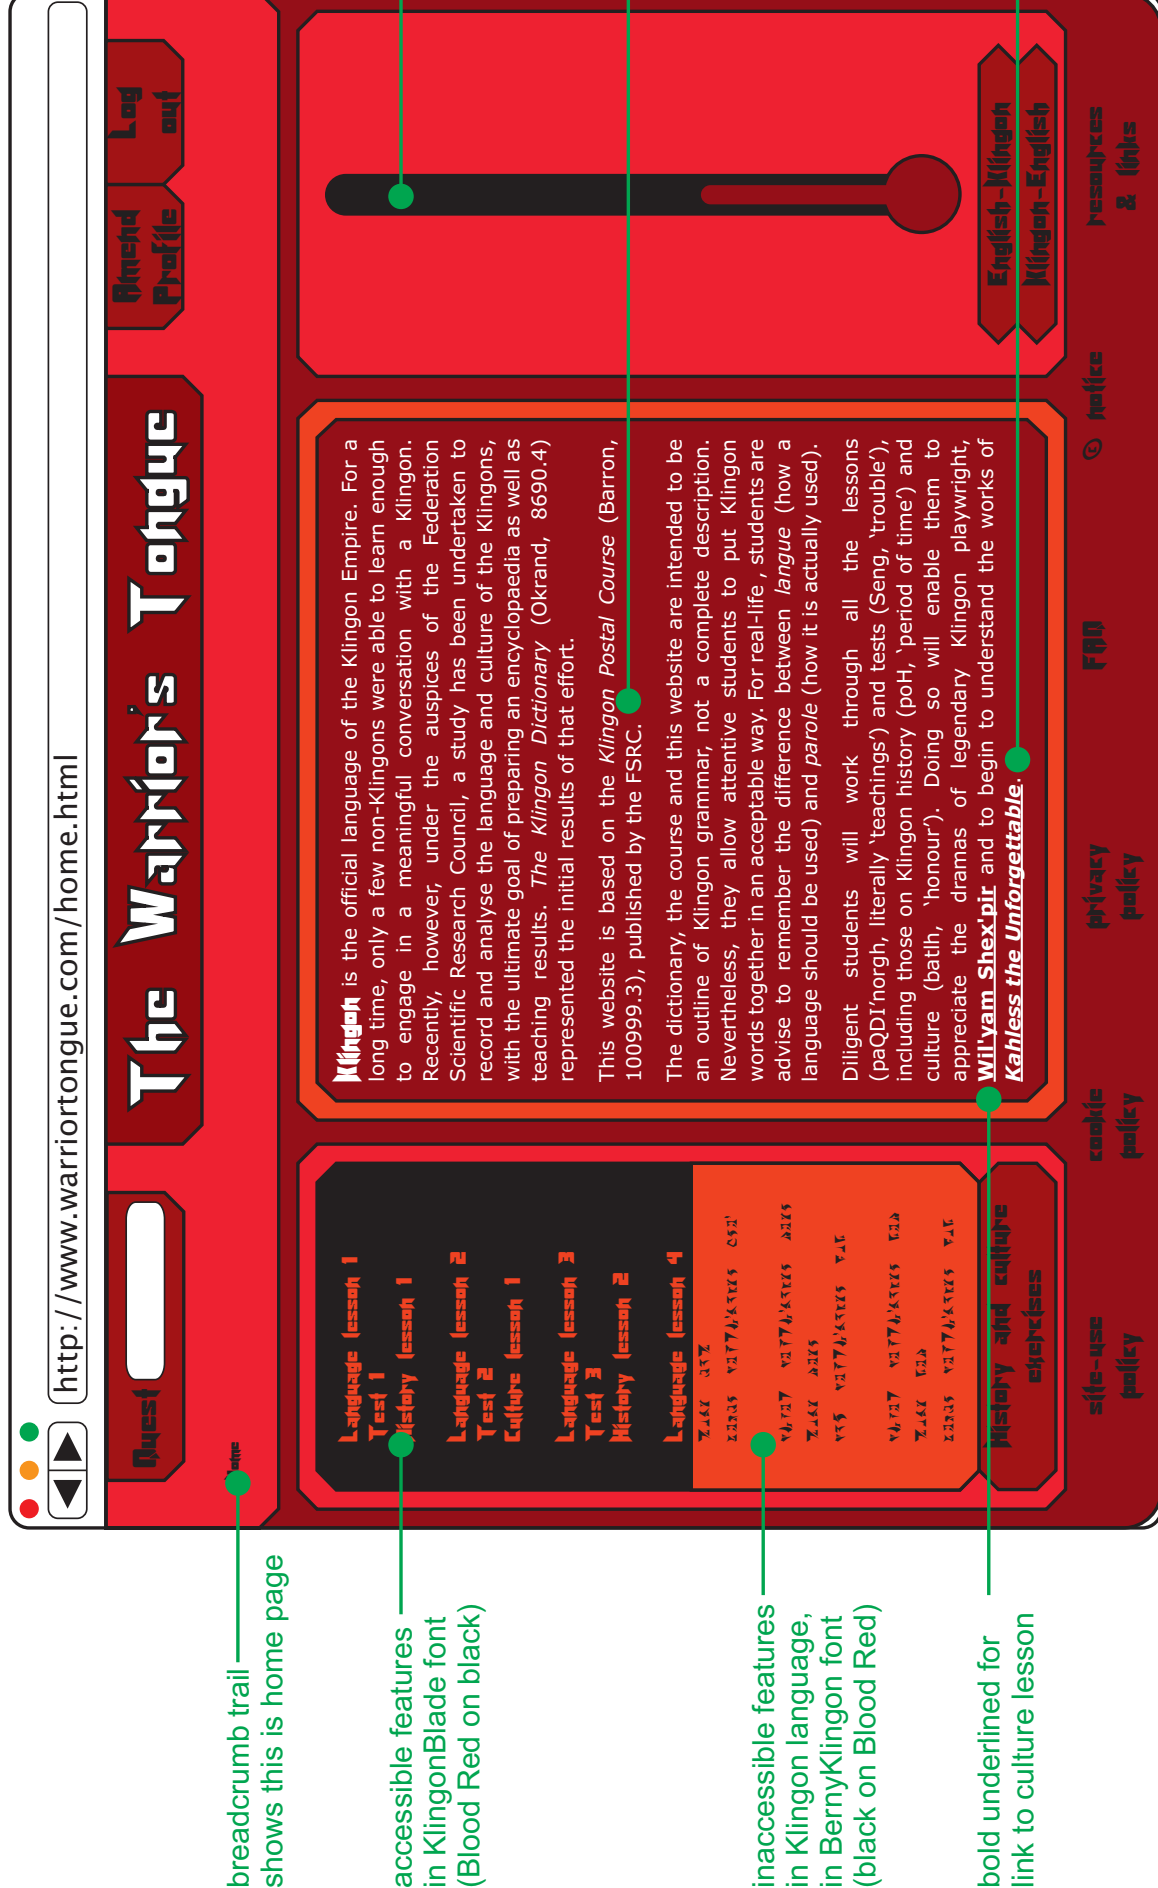 http://www.warriortongue.com/home.html
Quest
The Warrior's Tongue
Amend
Profile
Log
out
Home
Language lesson 1
Test 1
History lesson 1
Language lesson 2
Test 2
Culture lesson 1
Language lesson 3
Test 3
History lesson 2
Language lesson 4
History and culture
exercises
Klingon is the official language of the Klingon Empire. For a
long time, only a few non-Klingons were able to learn enough
to engage in a meaningful conversation with a Klingon.
Recently, however, under the auspices of the Federation
Scientific Research Council, a study has been undertaken to
record and analyse the language and culture of the Klingons,
with the ultimate goal of preparing an encyclopaedia as well as
teaching results. The Klingon Dictionary (Okrand, 8690.4)
represented the initial results of that effort.
This website is based on the Klingon Postal Course (Barron,
100999.3), published by the FSRC.
The dictionary, the course and this website are intended to be
an outline of Klingon grammar, not a complete description.
Nevertheless, they allow attentive students to put Klingon
words together in an acceptable way. For real-life , students are
advise to remember the difference between langue (how a
language should be used) and parole (how it is actually used).
Diligent students will work through all the lessons
(paQDI'norgh, literally ‘teachings’) and tests (Seng, ‘trouble’),
including those on Klingon history (poH, ‘period of time’) and
culture (batlh, ‘honour’). Doing so will enable them to
appreciate the dramas of legendary Klingon playwright,
Wil'yam Shex'pir and to begin to understand the works of
Kahless the Unforgettable.
English-Klingon
Klingon-English
site-use
policy
cookie
policy
privacy
policy
FAQ
© notice
resources
& links
breadcrumb trail
shows this is home page
accessible features
in KlingonBlade font
(Blood Red on black)
inaccessible features
in Klingon language,
in BernyKlingon font
(black on Blood Red)
bold underlined for
link to culture lesson